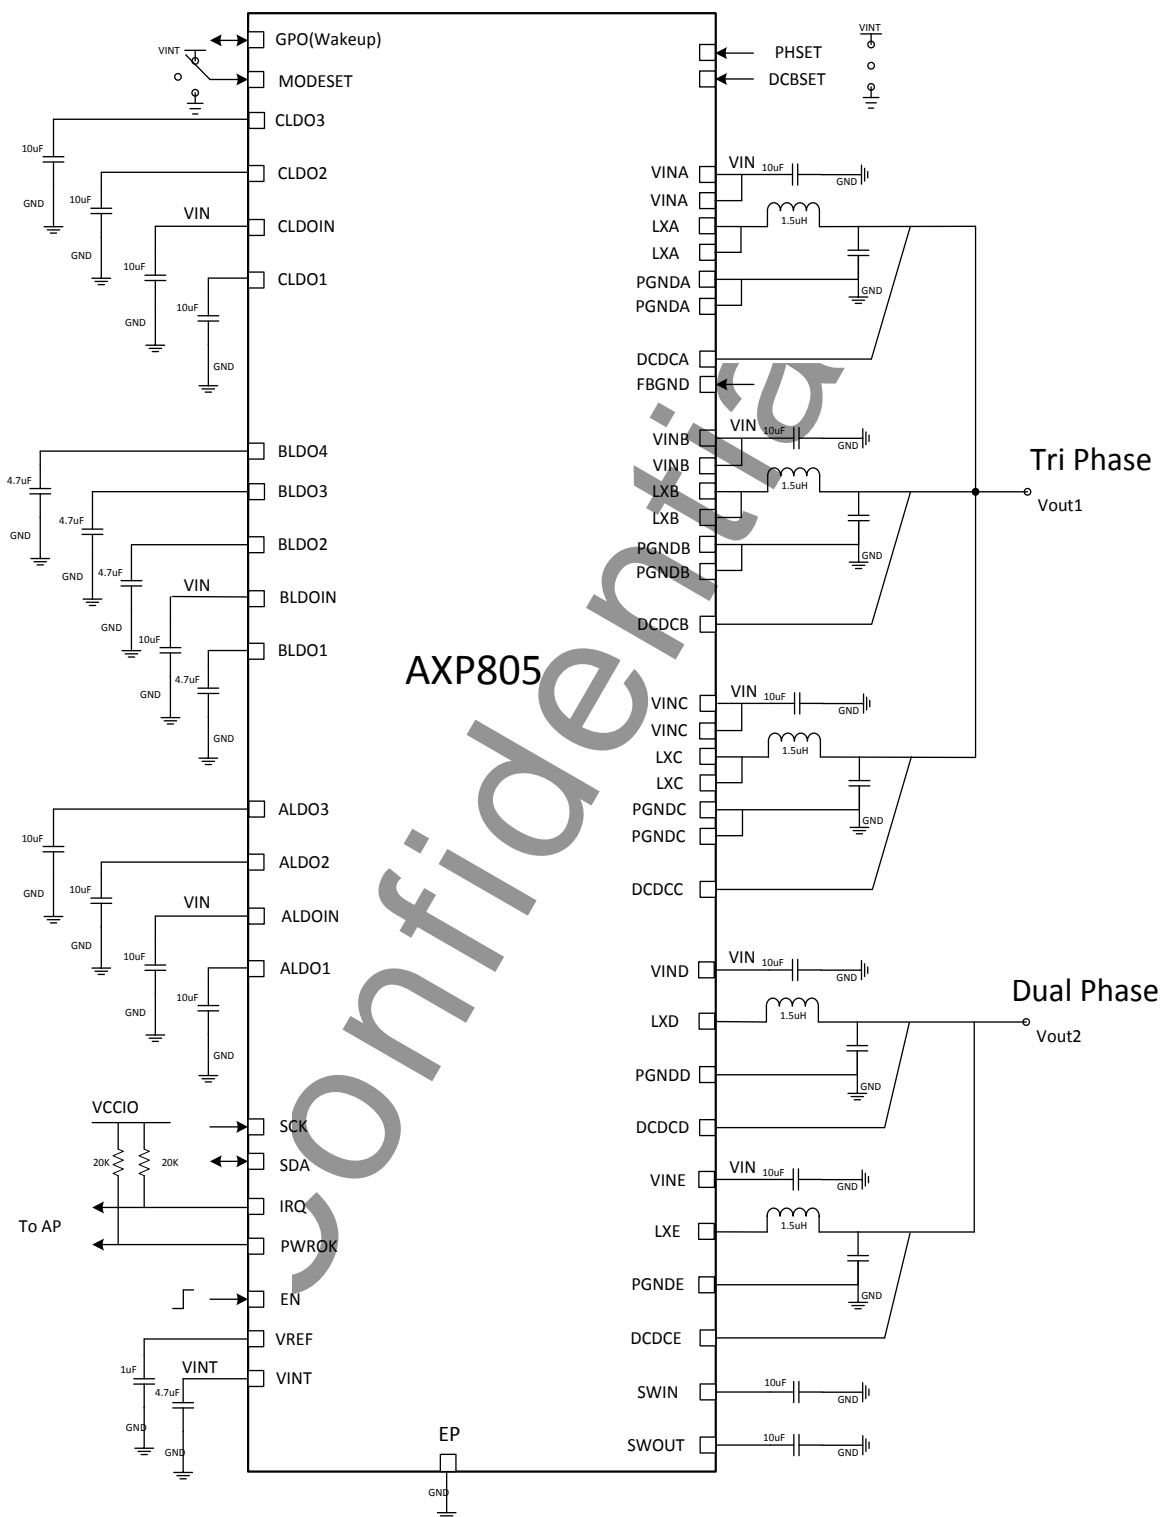 GPO(Wakeup)
VINT
MODESET
CLDO3
10uF
GND
CLDO2
10uF
GND
VIN
CLDOIN
10uF
GND
CLDO1
10uF
GND
BLDO4
4.7uF
GND
BLDO3
4.7uF
GND
BLDO2
4.7uF
GND
VIN
BLDOIN
10uF
GND
BLDO1
4.7uF
GND
ALDO3
10uF
GND
ALDO2
10uF
GND
VIN
ALDOIN
10uF
GND
ALDO1
10uF
GND
VCCIO
20K
20K
SCK
SDA
IRQ
To AP
PWROK
EN
VREF
1uF
GND
VINT
VINT
4.7uF
GND
AXP805
Confidential
EP
GND
PHSET
DCBSET
VINT
VINA
VIN
10uF
GND
VINA
LXA
1.5uH
LXA
PGNDA
GND
PGNDA
DCDCA
FBGND
VINB
VIN
10uF
GND
VINB
LXB
1.5uH
LXB
PGNDB
GND
PGNDB
DCDCB
Tri Phase
Vout1
VINC
VIN
10uF
GND
VINC
LXC
1.5uH
LXC
PGNDC
GND
PGNDC
DCDCC
VIND
VIN
10uF
GND
LXD
1.5uH
PGNDD
GND
DCDCD
Dual Phase
Vout2
VINE
VIN
10uF
GND
LXE
1.5uH
PGNDE
GND
DCDCE
SWIN
10uF
GND
SWOUT
10uF
GND